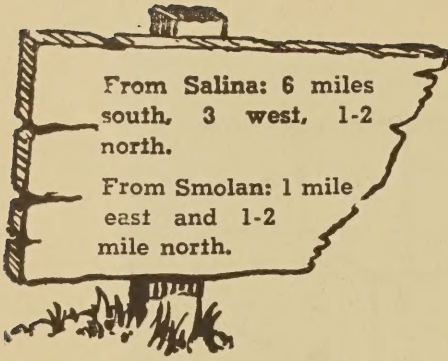 From Salina: 6 miles
south, 3 west, 1-2
north.
From Smolan: 1 mile
east and 1-2
mile north.